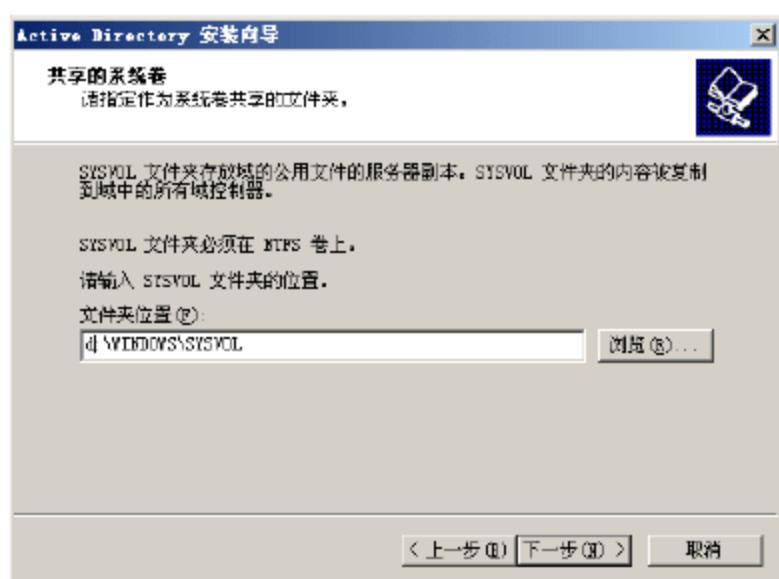 Active Directory 安装向导
共享的系统卷
请指定作为系统卷共享的文件夹。
SYSVOL 文件夹存放域的公用文件的服务器副本。SYSVOL 文件夹的内容被复制
到域中的所有域控制器。
SYSVOL 文件夹必须在 NTFS 卷上。
请输入 SYSVOL 文件夹的位置。
文件夹位置(F):
d:\WINDOWS\SYSVOL
浏览(R)...
< 上一步(B)
下一步(N) >
取消